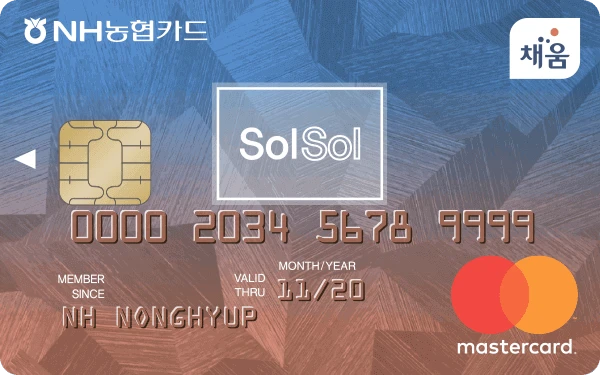 NH농협카드
채움
SolSol
0000 2034 5678 9999
MONTH/YEAR
MEMBER SINCE
VALID THRU
11/20
NH NONGHYUP
mastercard.